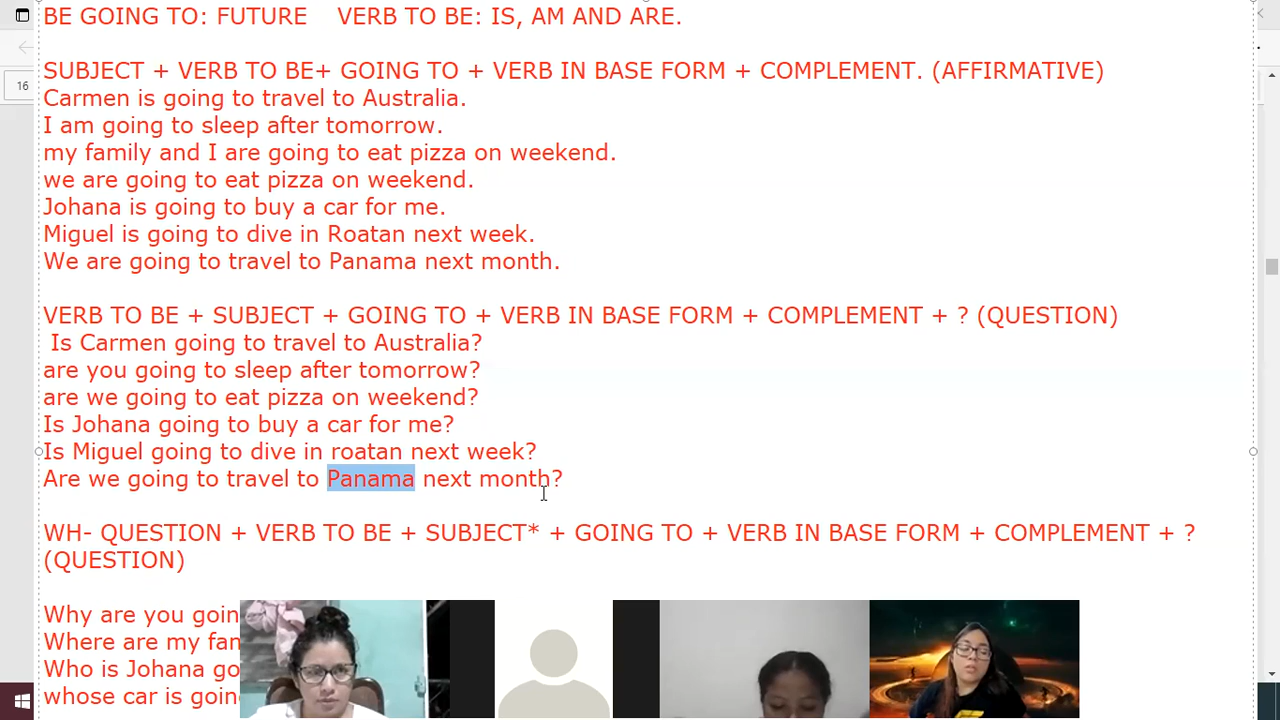 BE GOING TO: FUTURE    VERB TO BE: IS, AM AND ARE.
SUBJECT + VERB TO BE+ GOING TO + VERB IN BASE FORM + COMPLEMENT. (AFFIRMATIVE)
16
Carmen is going to travel to Australia.
I am going to sleep after tomorrow.
my family and I are going to eat pizza on weekend.
we are going to eat pizza on weekend.
Johana is going to buy a car for me.
Miguel is going to dive in Roatan next week.
We are going to travel to Panama next month.
VERB TO BE + SUBJECT + GOING TO + VERB IN BASE FORM + COMPLEMENT + ? (QUESTION)
Is Carmen going to travel to Australia?
are you going to sleep after tomorrow?
are we going to eat pizza on weekend?
Is Johana going to buy a car for me?
Is Miguel going to dive in roatan next week?
Are we going to travel to Panama next month?
WH- QUESTION + VERB TO BE + SUBJECT* + GOING TO + VERB IN BASE FORM + COMPLEMENT + ?
(QUESTION)
Why are you goin
Where are my fam
Who is Johana go
whose car is goin